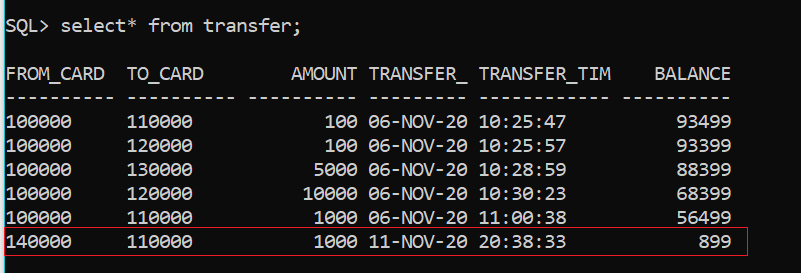 SQL> select* from transfer;
FROM_CARD  TO_CARD        AMOUNT TRANSFER_ TRANSFER_TIM    BALANCE
---------- ---------- ---------- --------- ------------ ----------
100000     110000            100 06-NOV-20 10:25:47          93499
100000     120000            100 06-NOV-20 10:25:57          93399
100000     130000           5000 06-NOV-20 10:28:59          88399
100000     120000          10000 06-NOV-20 10:30:23          68399
100000     110000           1000 06-NOV-20 11:00:38          56499
140000     110000           1000 11-NOV-20 20:38:33            899